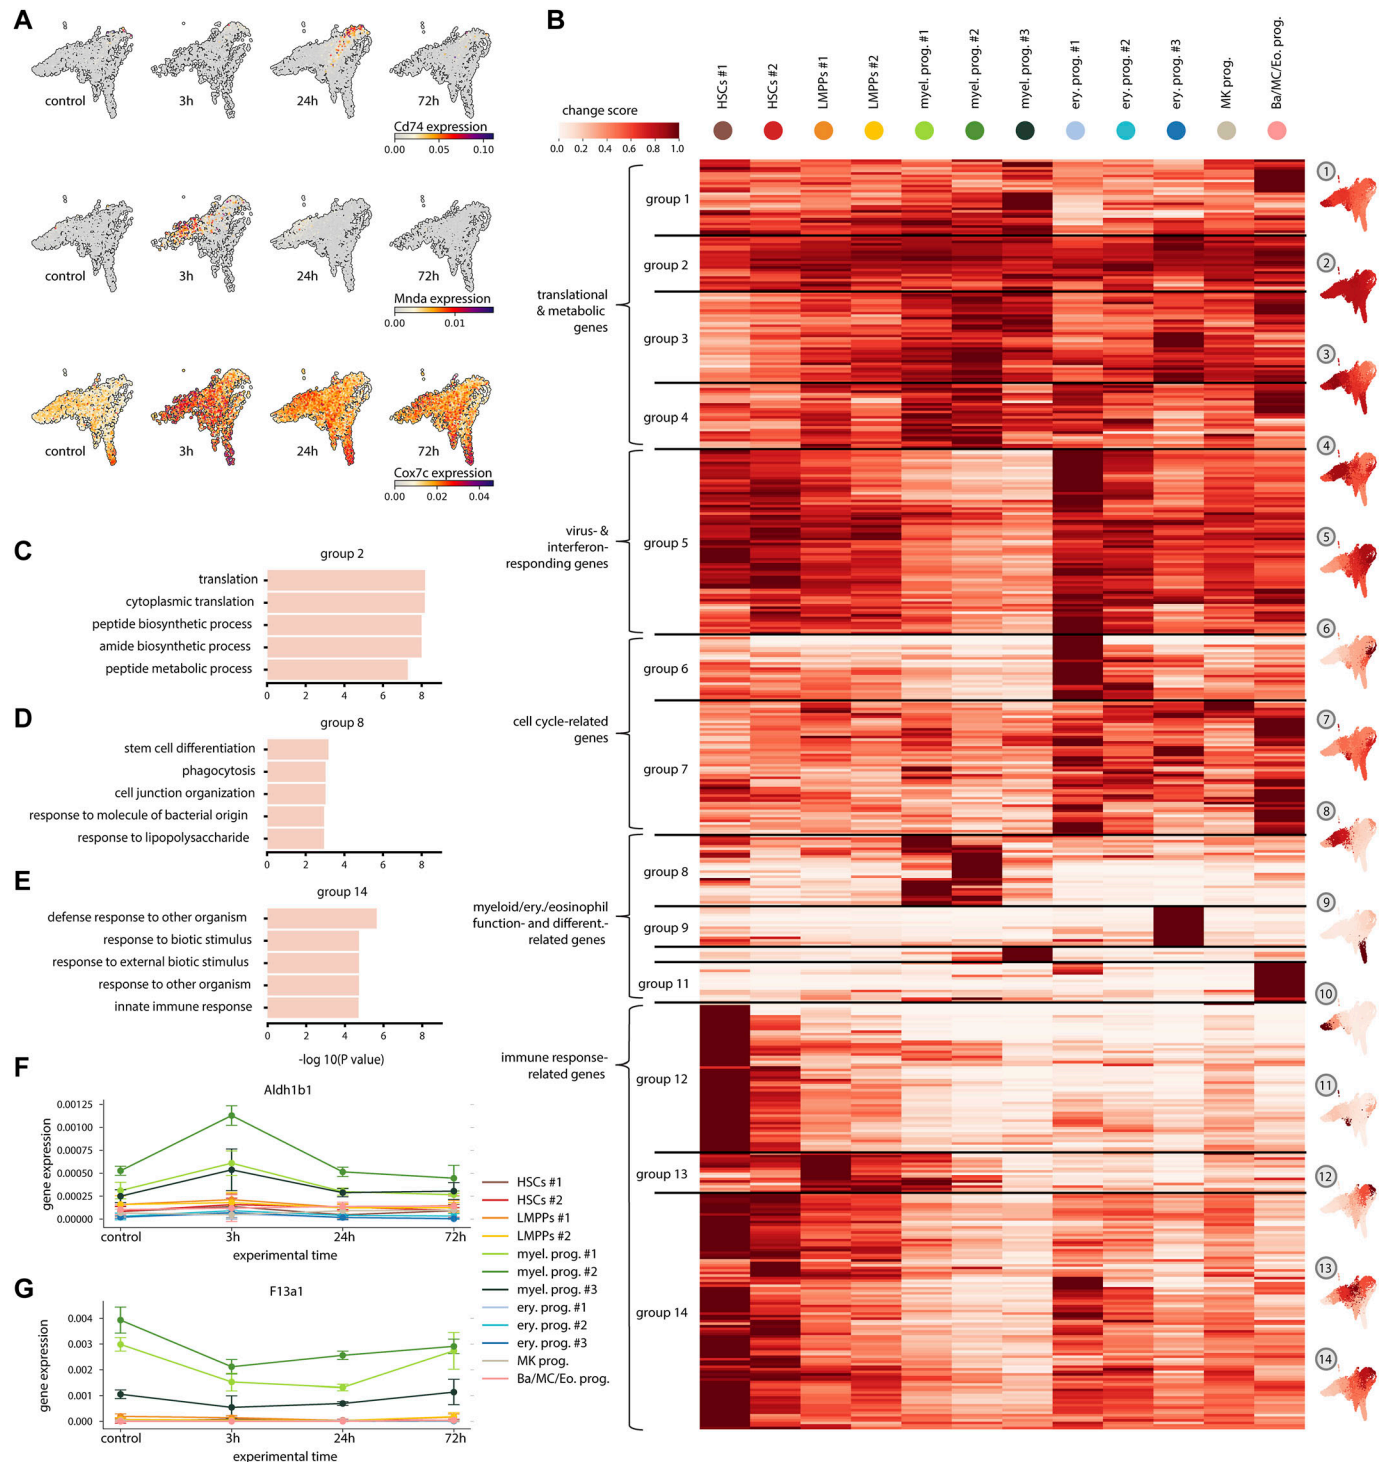 A
control
3h
24h
72h
Cd74 expression
0.00
0.05
0.10
control
3h
24h
72h
Mnda expression
0.00
0.01
control
3h
24h
72h
Cox7c expression
0.00
0.02
0.04
B
change score
0.0
0.2
0.4
0.6
0.8
1.0
HSCs #1
HSCs #2
LMPPs #1
LMPPs #2
myel. prog. #1
myel. prog. #2
myel. prog. #3
ery. prog. #1
ery. prog. #2
ery. prog. #3
MK prog.
Ba/MC/Eo. prog.
translational
& metabolic
genes
virus- &
interferon-
responding genes
cell cycle-related
genes
myeloid/ery./eosinophil
function- and different.-
related genes
immune response-
related genes
group 1
group 2
group 3
group 4
group 5
group 6
group 7
group 8
group 9
group 11
group 12
group 13
group 14
1
2
3
4
5
6
7
8
9
10
11
12
13
14
C
group 2
translation
cytoplasmic translation
peptide biosynthetic process
amide biosynthetic process
peptide metabolic process
0
2
4
6
8
D
group 8
stem cell differentiation
phagocytosis
cell junction organization
response to molecule of bacterial origin
response to lipopolysaccharide
0
2
4
6
8
E
group 14
defense response to other organism
response to biotic stimulus
response to external biotic stimulus
response to other organism
innate immune response
0
2
4
6
8
-log 10(P value)
F
Aldh1b1
gene expression
0.00125
0.00100
0.00075
0.00050
0.00025
0.00000
control
3h
24h
72h
experimental time
G
F13a1
gene expression
0.004
0.003
0.002
0.001
0.000
control
3h
24h
72h
experimental time
HSCs #1
HSCs #2
LMPPs #1
LMPPs #2
myel. prog. #1
myel. prog. #2
myel. prog. #3
ery. prog. #1
ery. prog. #2
ery. prog. #3
MK prog.
Ba/MC/Eo. prog.